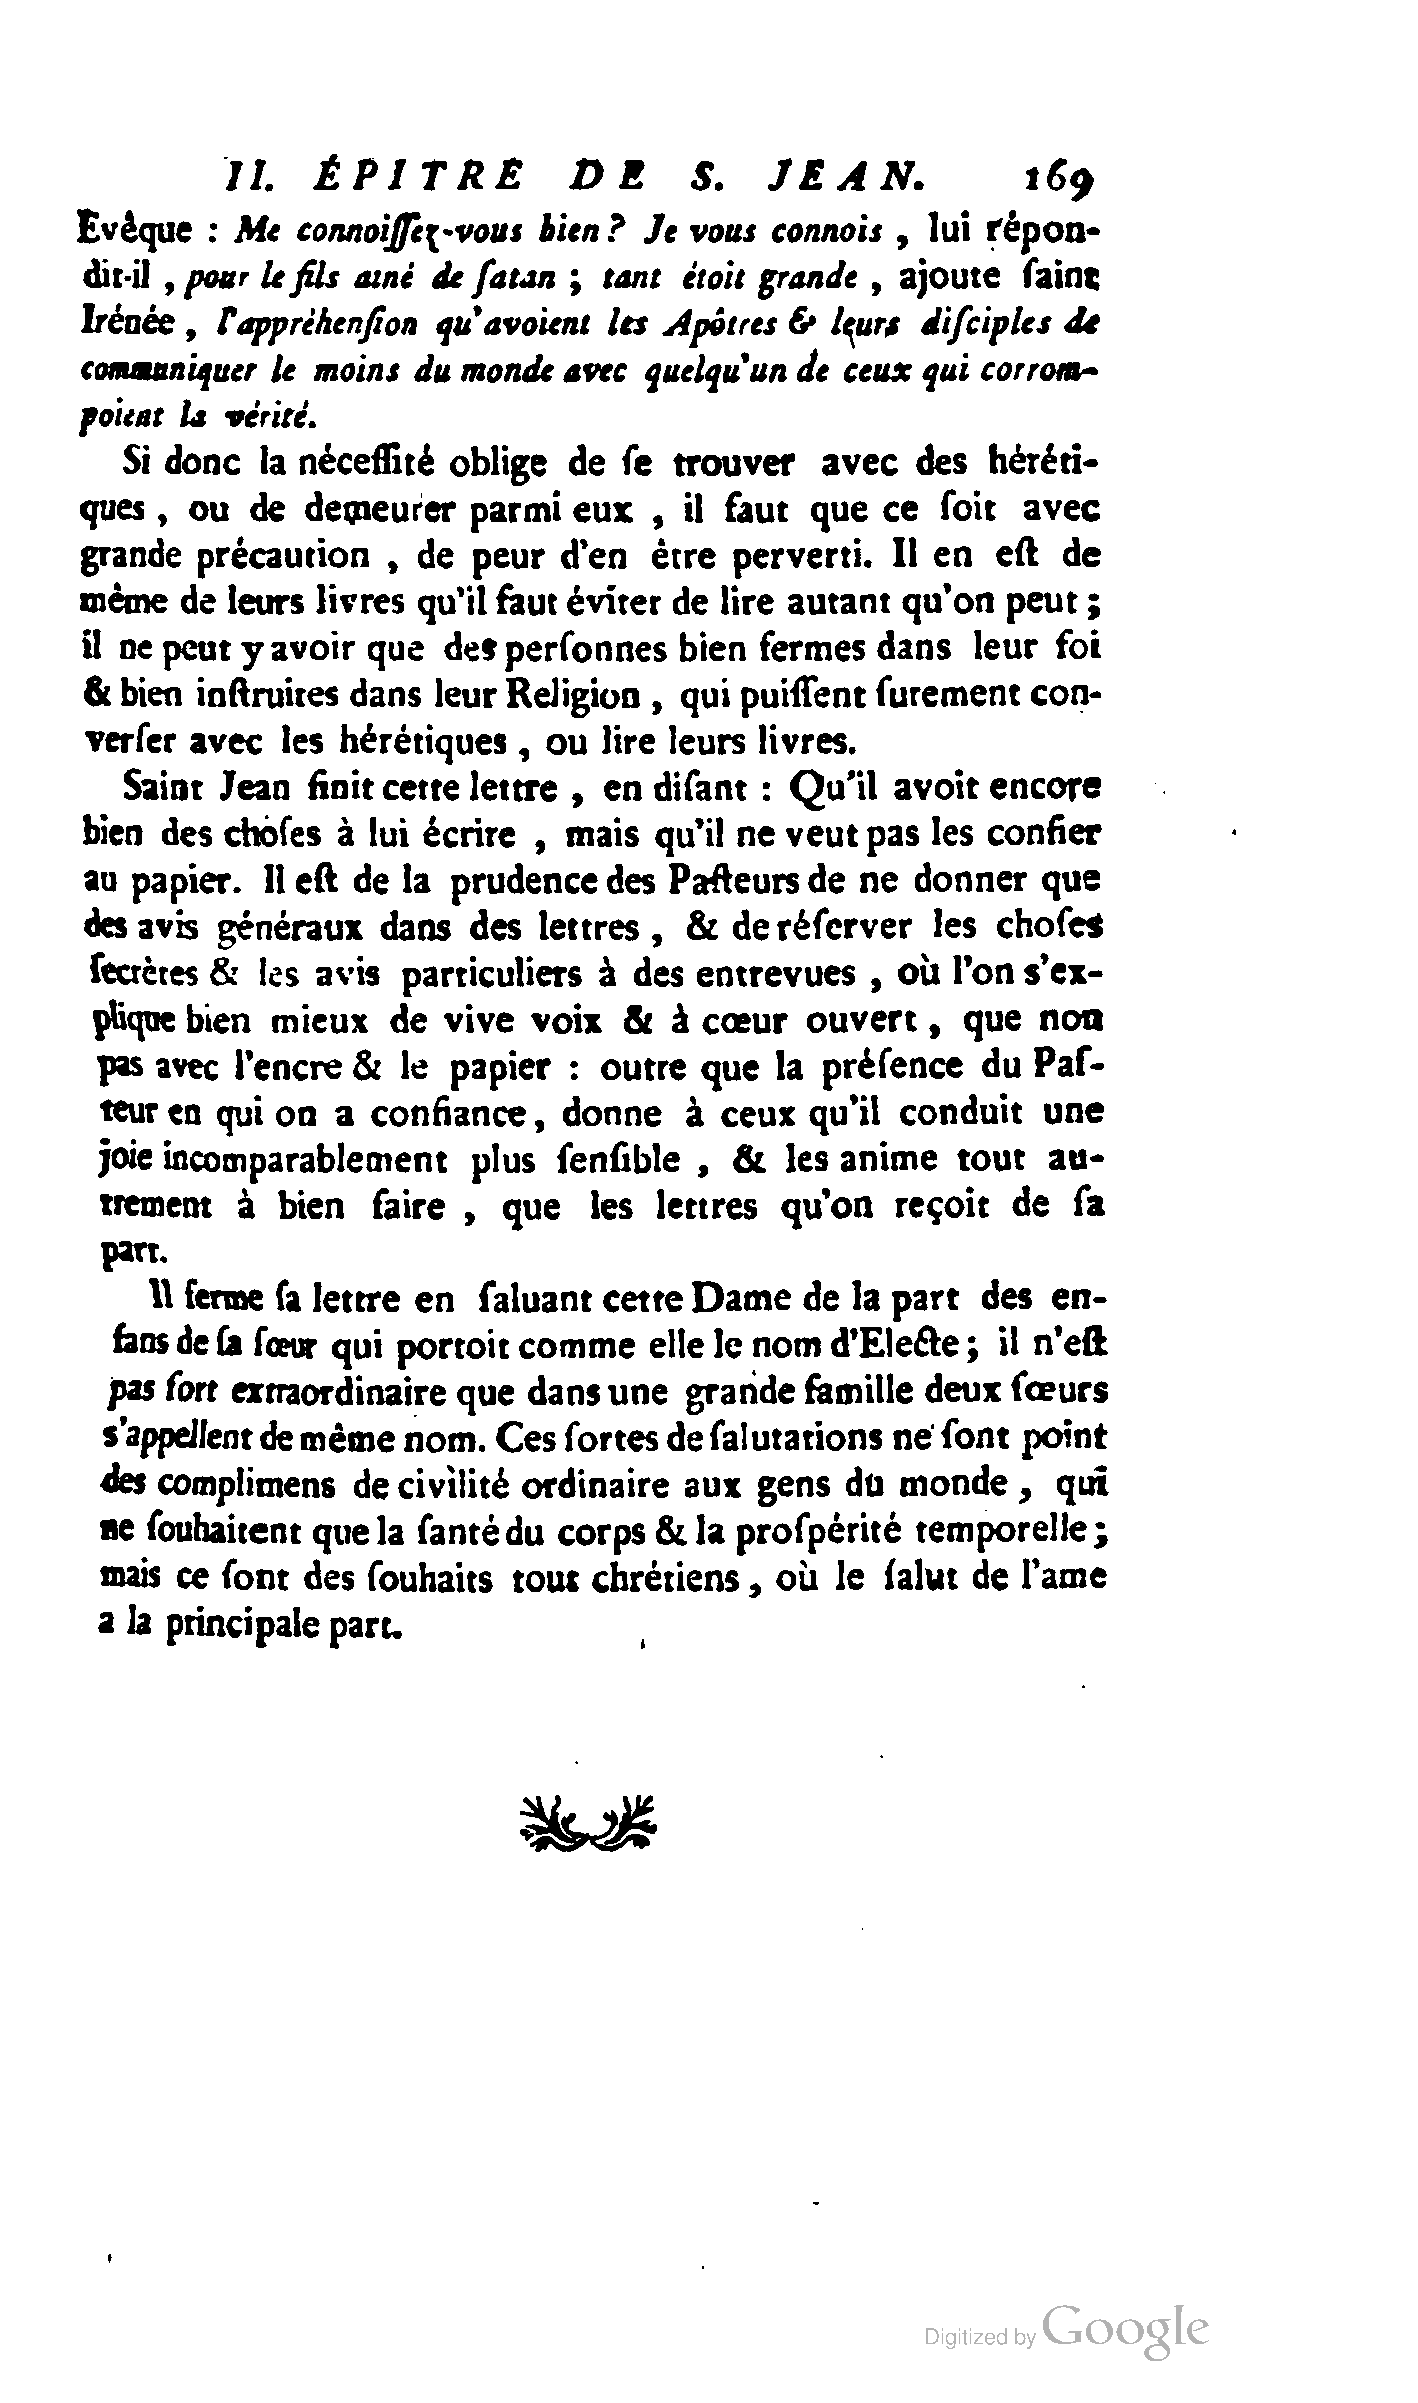 II. ÉPITRE DE S. JEAN. 169
Evêque : Me connoiſſez-vous bien ? Je vous connois , lui répon-
dit-il , pour le fils aîné de ſatan ; tant étoit grande , ajoute ſaint
Irénée , l'appréhenſion qu'avoient les Apôtres & leurs diſciples de
communiquer le moins du monde avec quelqu'un de ceux qui corrom-
poient la vérité.
Si donc la néceſſité oblige de ſe trouver avec des héréti-
ques , ou de demeurer parmi eux , il faut que ce ſoit avec
grande précaution , de peur d'en être perverti. Il en eſt de
même de leurs livres qu'il faut éviter de lire autant qu'on peut ;
il ne peut y avoir que des perſonnes bien fermes dans leur foi
& bien inſtruites dans leur Religion , qui puiſſent ſurement con-
verſer avec les hérétiques , ou lire leurs livres.
Saint Jean finit cette lettre , en diſant : Qu'il avoit encore
bien des choſes à lui écrire , mais qu'il ne veut pas les confier
au papier. Il eſt de la prudence des Paſteurs de ne donner que
des avis généraux dans des lettres , & de réſerver les choſes
ſecrètes & les avis particuliers à des entrevues , où l'on s'ex-
plique bien mieux de vive voix & à cœur ouvert , que non
pas avec l'encre & le papier : outre que la préſence du Paſ-
teur en qui on a confiance, donne à ceux qu'il conduit une
joie incomparablement plus ſenſible , & les anime tout au-
trement à bien faire , que les lettres qu'on reçoit de ſa
part.
Il ferme ſa lettre en ſaluant cette Dame de la part des en-
fans de ſa ſœur qui portoit comme elle le nom d'Electe ; il n'eſt
pas fort extraordinaire que dans une grande famille deux ſœurs
s'appellent de même nom. Ces ſortes de ſalutations ne ſont point
des complimens de civilité ordinaire aux gens du monde , qui
ne ſouhaitent que la ſanté du corps & la proſpérité temporelle ;
mais ce ſont des ſouhaits tout chrétiens , où le ſalut de l'ame
a la principale part.
Digitized by Google